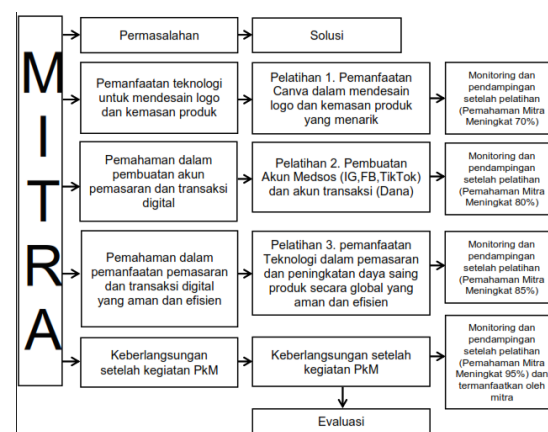 MITRA
Permasalahan
Solusi
Pemanfaatan teknologi
untuk mendesain logo
dan kemasan produk
Pelatihan 1. Pemanfaatan
Canva dalam mendesain
logo dan kemasan produk
yang menarik
Monitoring dan
pendampingan
setelah pelatihan
(Pemahaman Mitra
Meningkat 70%)
Pemahaman dalam
pembuatan akun
pemasaran dan transaksi
digital
Pelatihan 2. Pembuatan
Akun Medsos (IG,FB,TikTok)
dan akun transaksi (Dana)
Monitoring dan
pendampingan
setelah pelatihan
(Pemahaman Mitra
Meningkat 80%)
Pemahaman dalam
pemanfaatan pemasaran
dan transaksi digital
yang aman dan efisien
Pelatihan 3. pemanfaatan
Teknologi dalam pemasaran
dan peningkatan daya saing
produk secara global yang
aman dan efisien
Monitoring dan
pendampingan
setelah pelatihan
(Pemahaman Mitra
Meningkat 85%)
Keberlangsungan
setelah kegiatan PkM
Keberlangsungan setelah
kegiatan PkM
Monitoring dan
pendampingan
setelah pelatihan
(Pemahaman Mitra
Meningkat 95%) dan
termanfaatkan oleh
mitra
Evaluasi